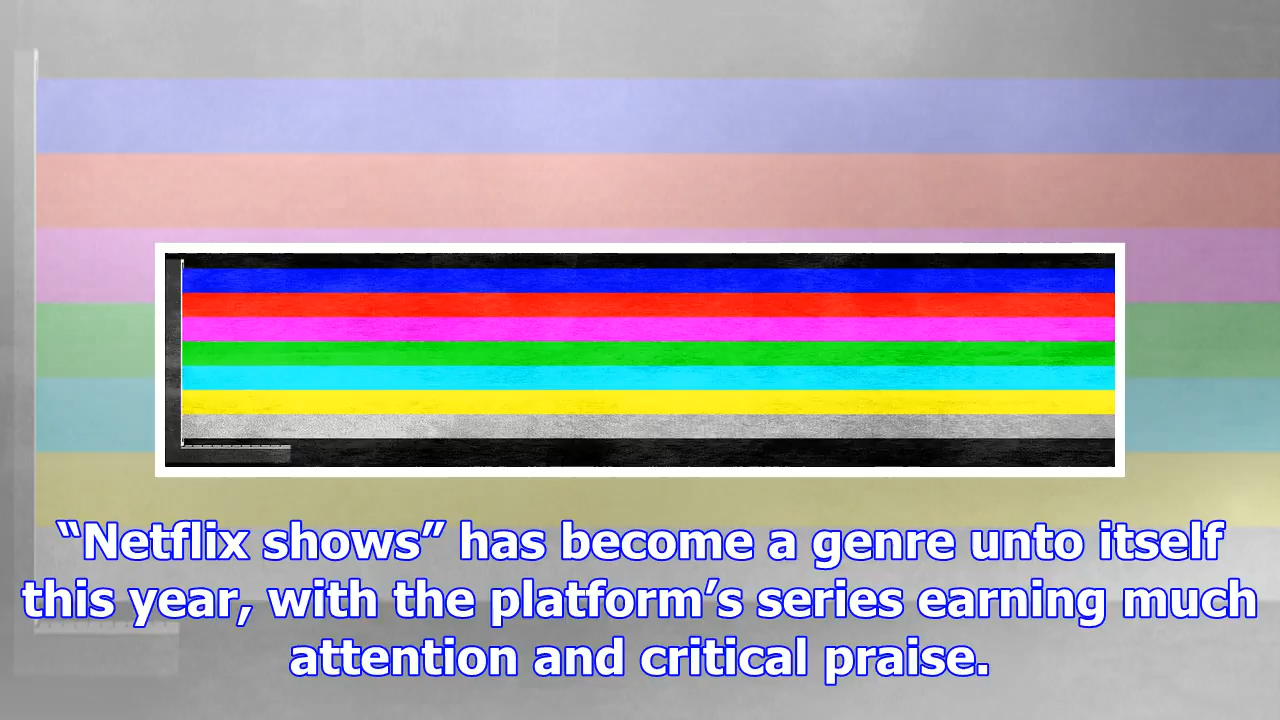 “Netflix shows” has become a genre unto itself
this year, with the platform’s series earning much
attention and critical praise.